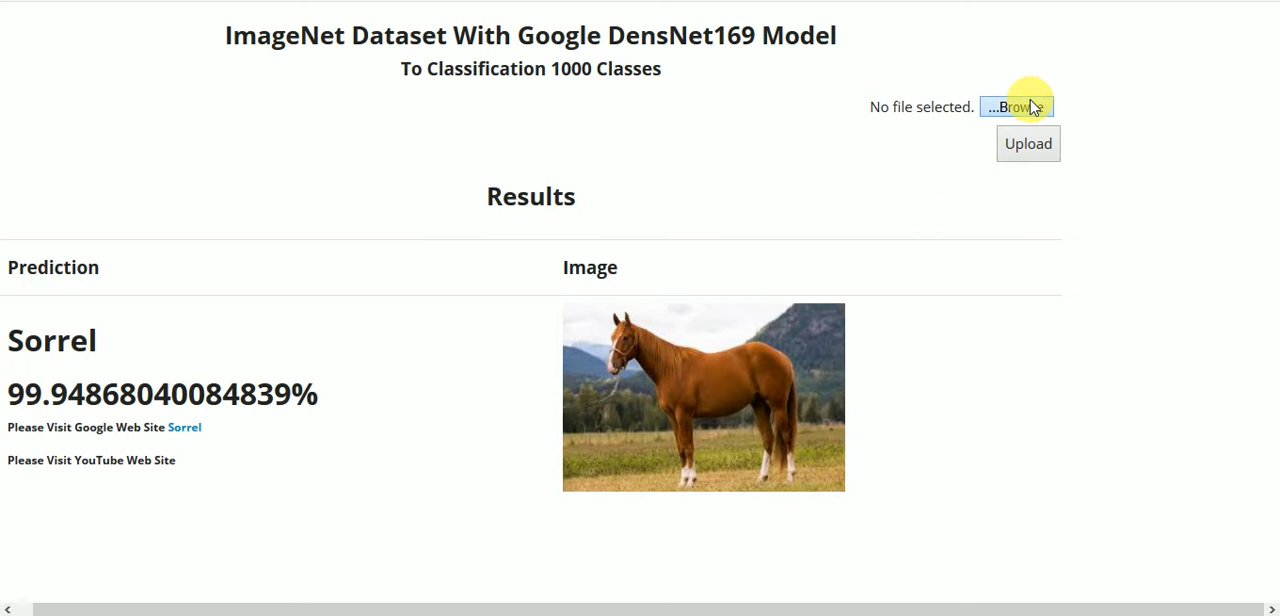 ImageNet Dataset With Google DensNet169 Model
To Classification 1000 Classes
No file selected. ...Browse
Upload
Results
Prediction Image
Sorrel
99.94868040084839%
Please Visit Google Web Site Sorrel
Please Visit YouTube Web Site